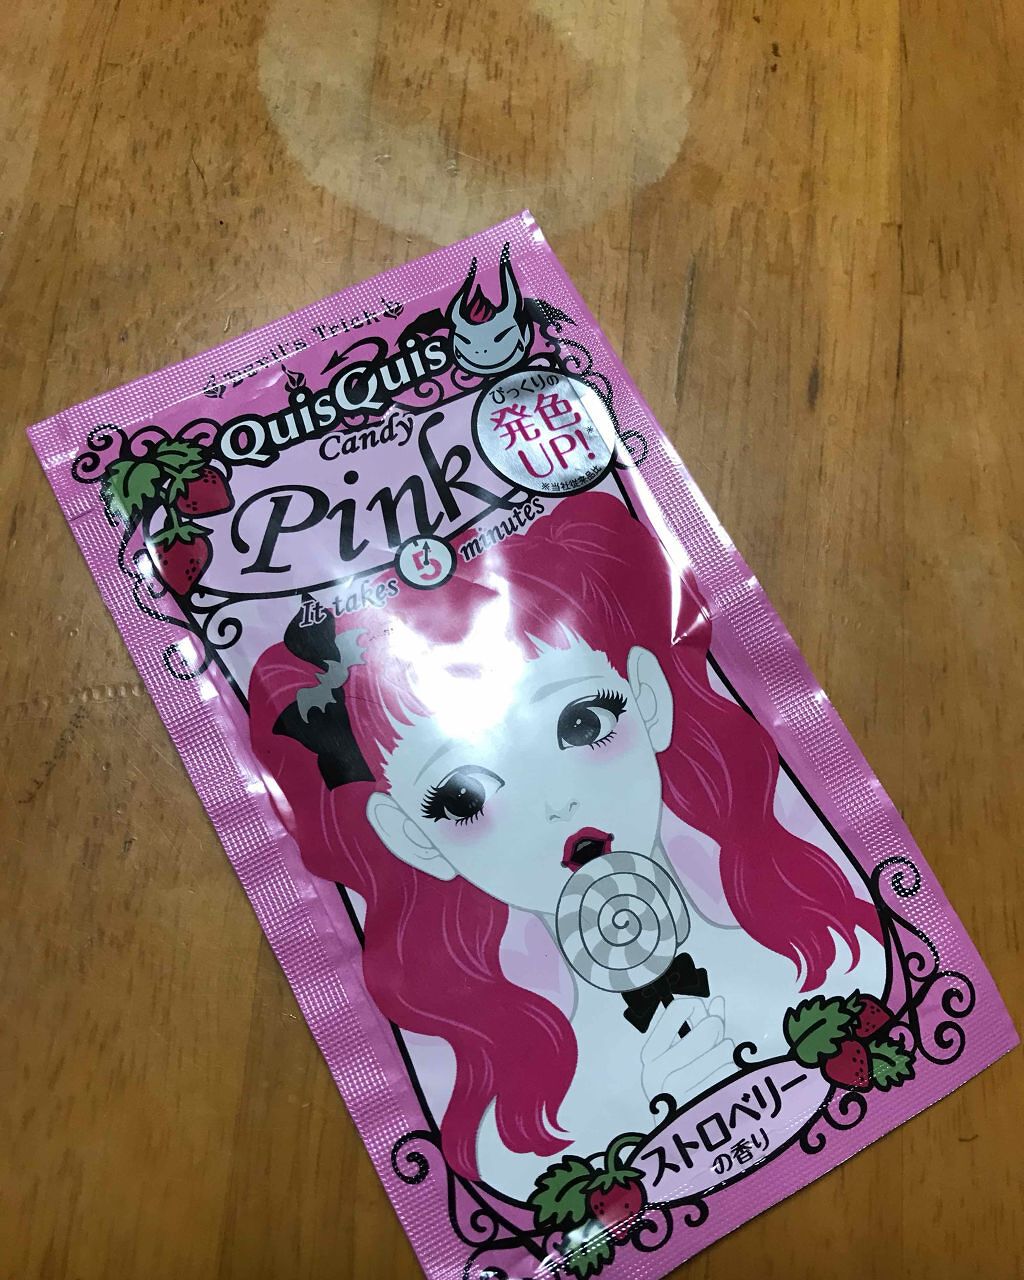 Devil's Trick
QuisQuis
Candy
Pink
びっくりの
発色*
UP!
※当社従来品比
It takes 5 minutes
ストロベリー
の香り